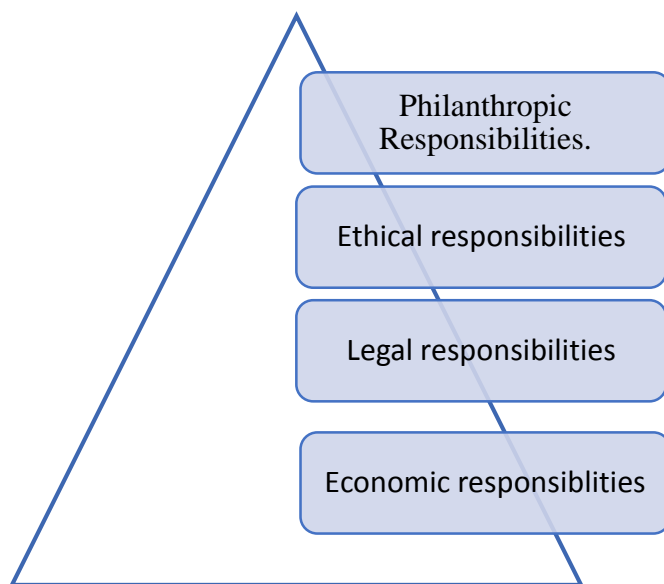 Philanthropic
Responsibilities.
Ethical responsibilities
Legal responsibilities
Economic responsiblities